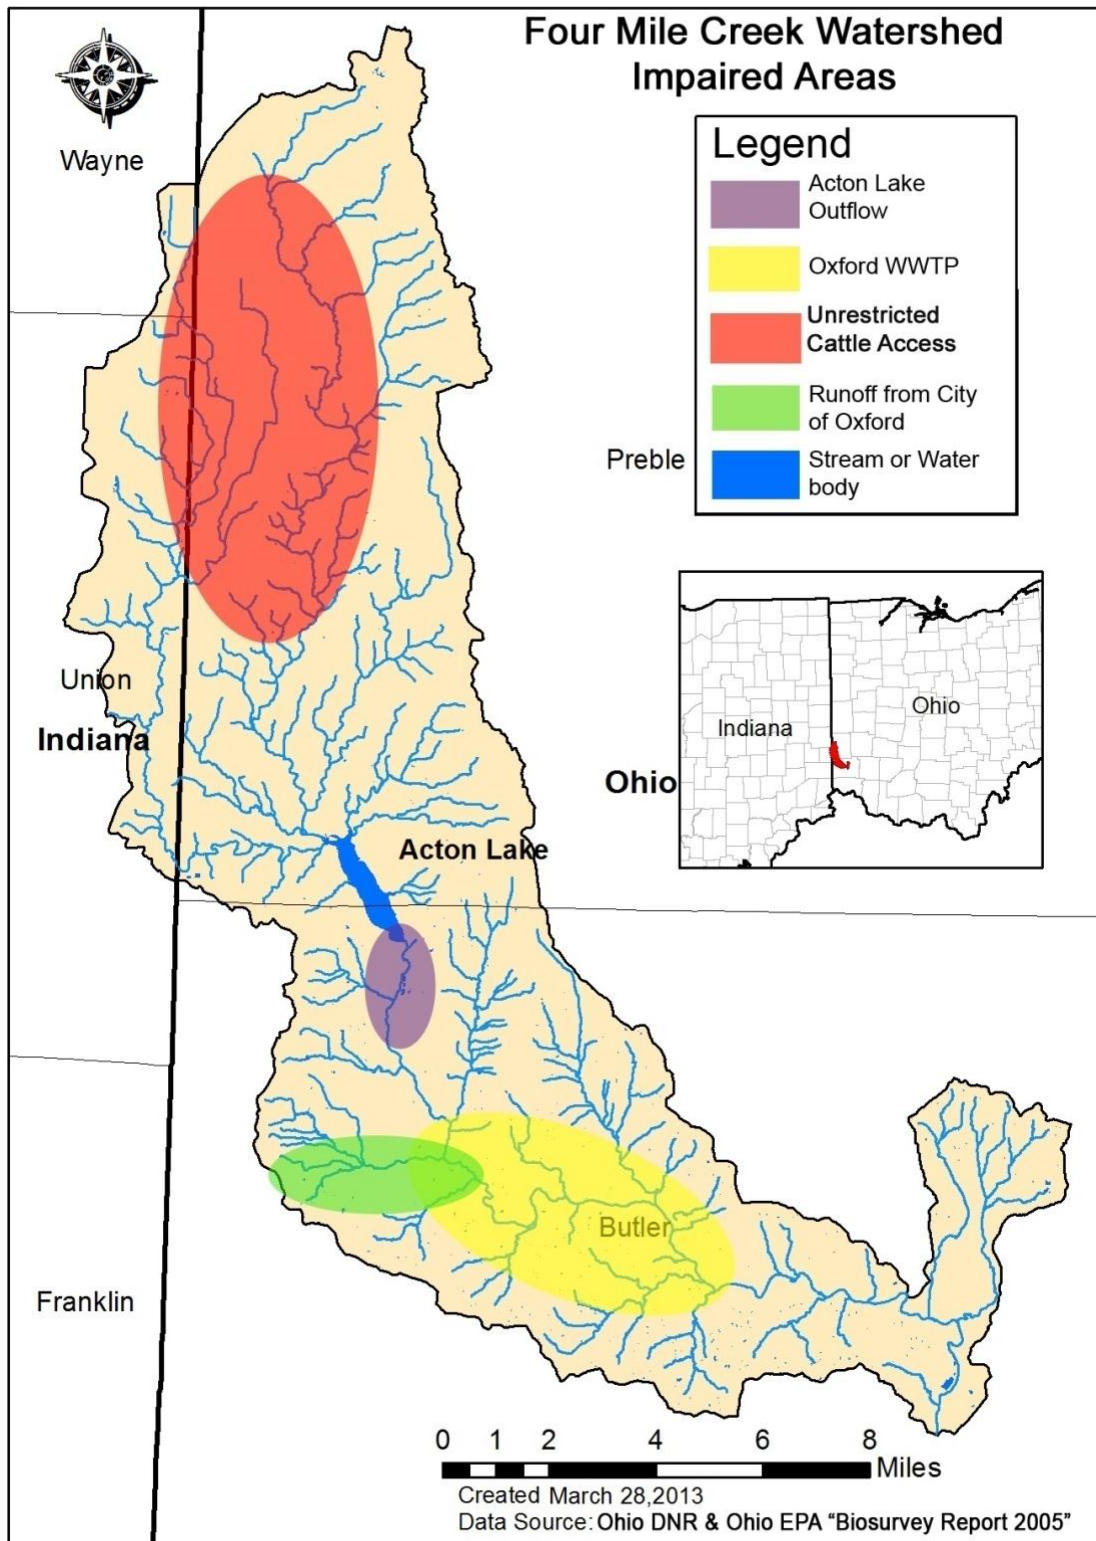 Four Mile Creek Watershed
Impaired Areas
Wayne
Legend
Acton Lake
Outflow
Oxford WWTP
Unrestricted
Cattle Access
Runoff from City
of Oxford
Stream or Water
body
Preble
Union
Indiana
Indiana
Ohio
Ohio
Acton Lake
Butler
Franklin
0 1 2 4 6 8
Miles
Created March 28,2013
Data Source: Ohio DNR & Ohio EPA “Biosurvey Report 2005”